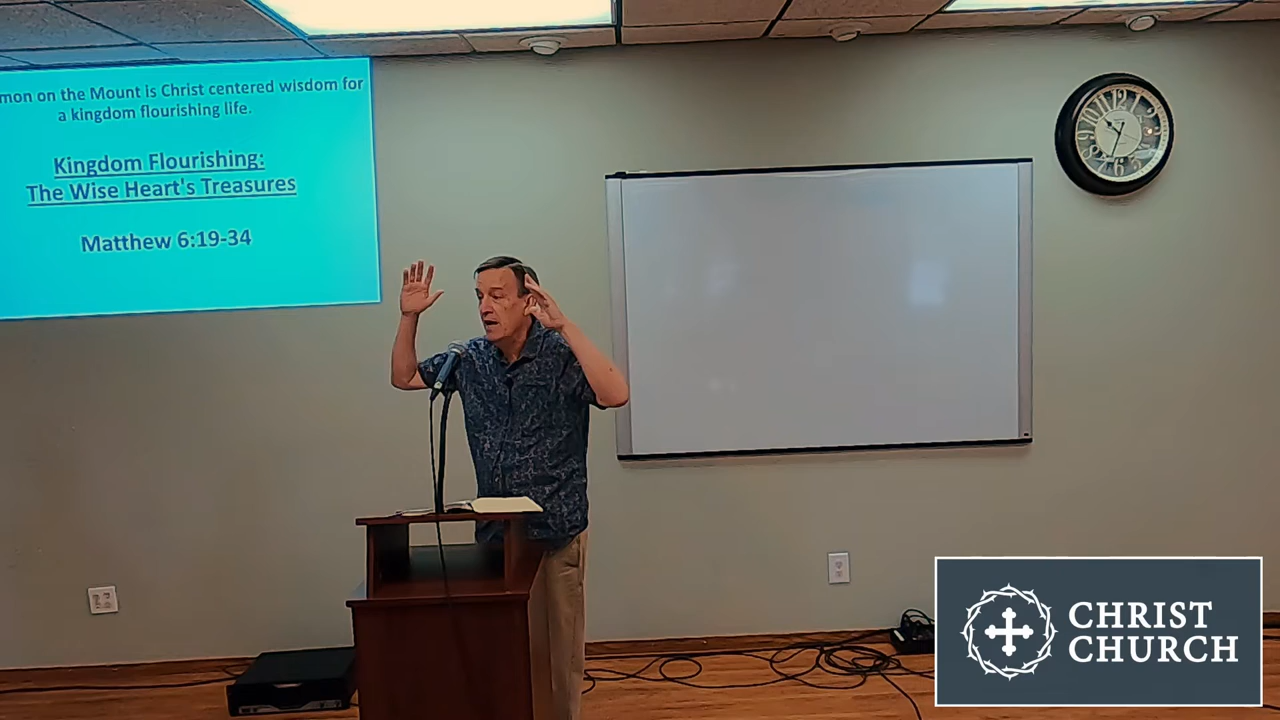 mon on the Mount is Christ centered wisdom for
a kingdom flourishing life.
Kingdom Flourishing:
The Wise Heart's Treasures
Matthew 6:19-34
CHRIST
CHURCH